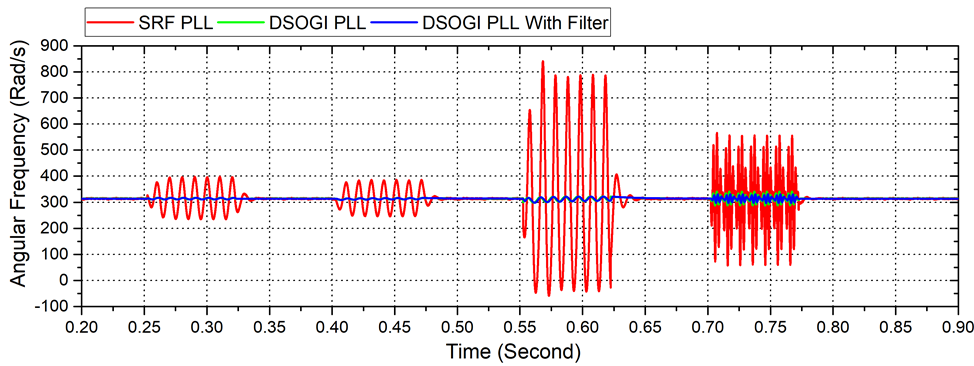 SRF PLL DSOGI PLL DSOGI PLL With Filter
900
800
700
600
500
400
300
200
100
0
-100
Angular Frequency (Rad/s)
0.20 0.25 0.30 0.35 0.40 0.45 0.50 0.55 0.60 0.65 0.70 0.75 0.80 0.85 0.90
Time (Second)